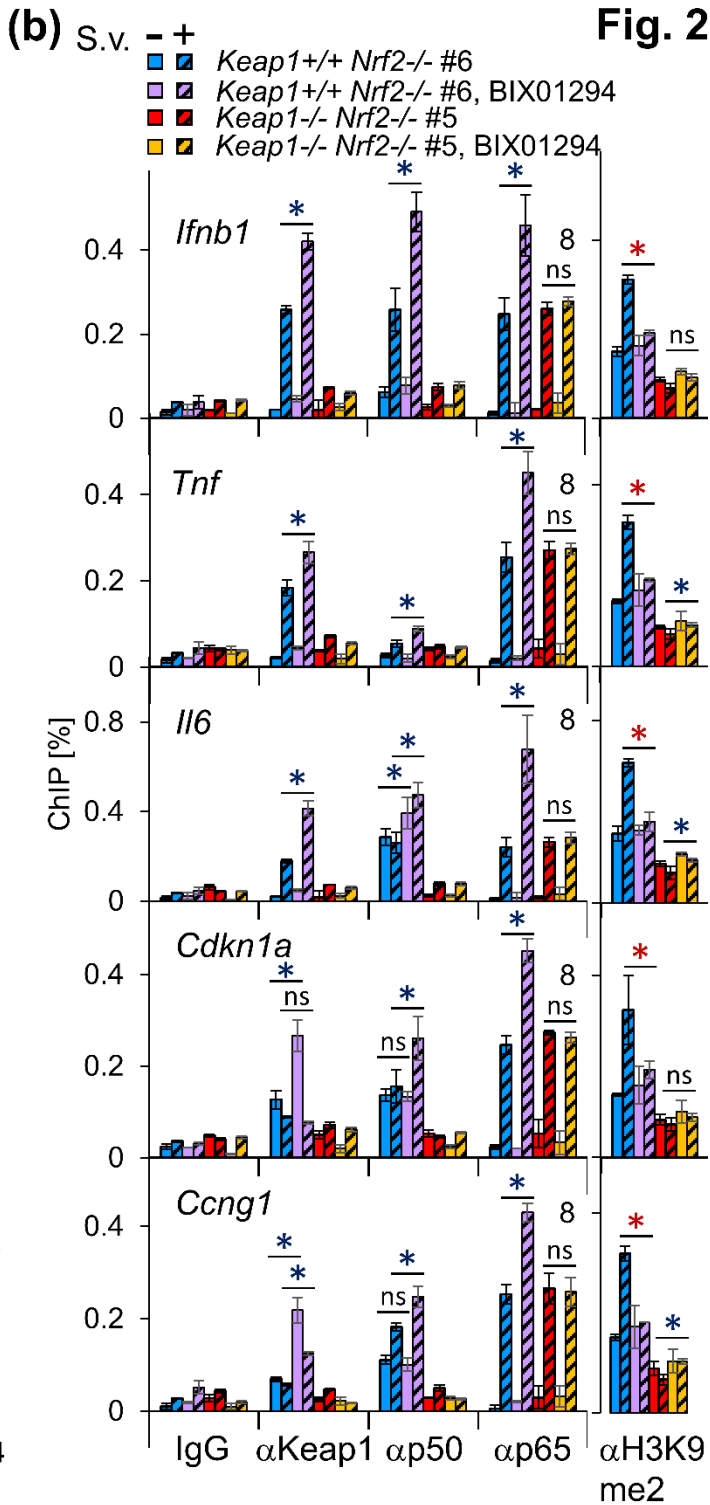 (b) S.v. - + Fig. 2
Keap1+/+ Nrf2-/- #6
Keap1+/+ Nrf2-/- #6, BIX01294
Keap1-/- Nrf2-/- #5
Keap1-/- Nrf2-/- #5, BIX01294
* * *
Ifnb1 * 8 *
0.4 ns
0.2 ns
0
*
Tnf 8 *
0.4 * ns
0.2 * *
0
Il6 *
0.8 8 *
* *
0.4 * ns *
0
ChIP [%]
Cdkn1a *
0.4 * 8 *
ns * ns
0.2 ns ns
0
Ccng1 *
0.4 * 8 *
* * ns
0.2 ns *
0
IgG αKeap1 αp50 αp65 αH3K9
me2
4